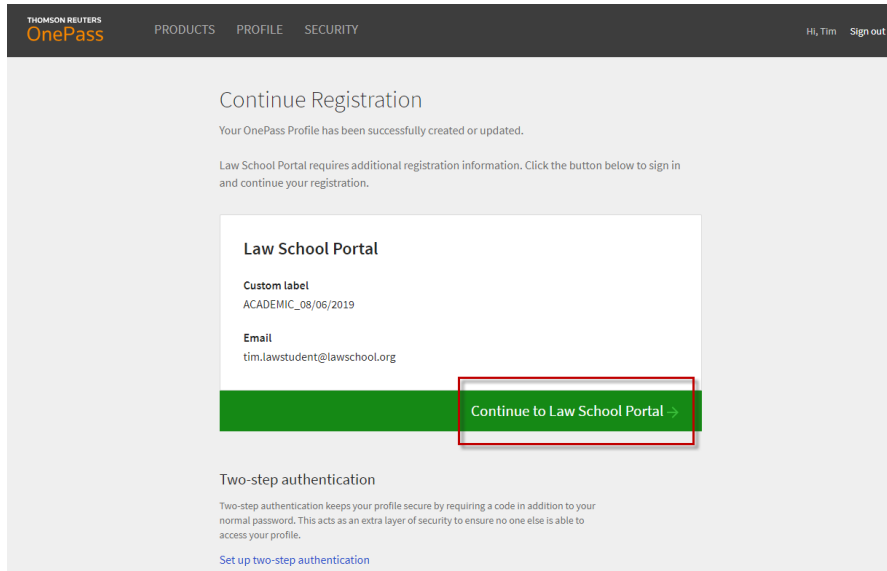 THOMSON REUTERS
OnePass
PRODUCTS PROFILE SECURITY
Hi, Tim Sign out
Continue Registration
Your OnePass Profile has been successfully created or updated.
Law School Portal requires additional registration information. Click the button below to sign in
and continue your registration.
Law School Portal
Custom label
ACADEMIC_08/06/2019
Email
tim.lawstudent@lawschool.org
Continue to Law School Portal →
Two-step authentication
Two-step authentication keeps your profile secure by requiring a code in addition to your
normal password. This acts as an extra layer of security to ensure no one else is able to
access your profile.
Set up two-step authentication